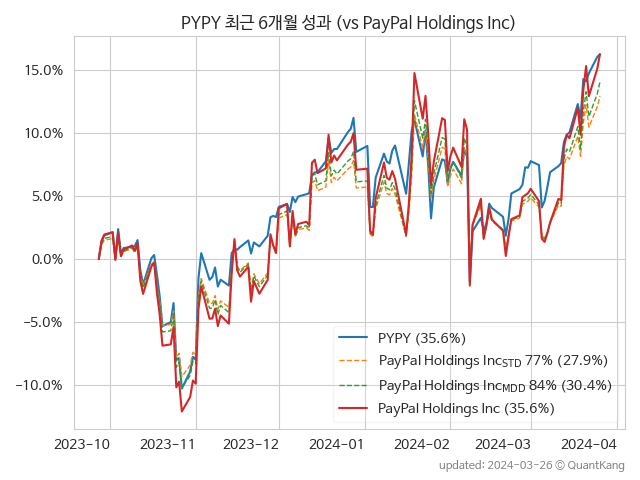 PYPY 최근 6개월 성과 (vs PayPal Holdings Inc)
15.0%
10.0%
5.0%
0.0%
−5.0%
−10.0%
PYPY (35.6%)
PayPal Holdings Inc_STD 77% (27.9%)
PayPal Holdings Inc_MDD 84% (30.4%)
PayPal Holdings Inc (35.6%)
2023-10 2023-11 2023-12 2024-01 2024-02 2024-03 2024-04
updated: 2024-03-26 © QuantKang